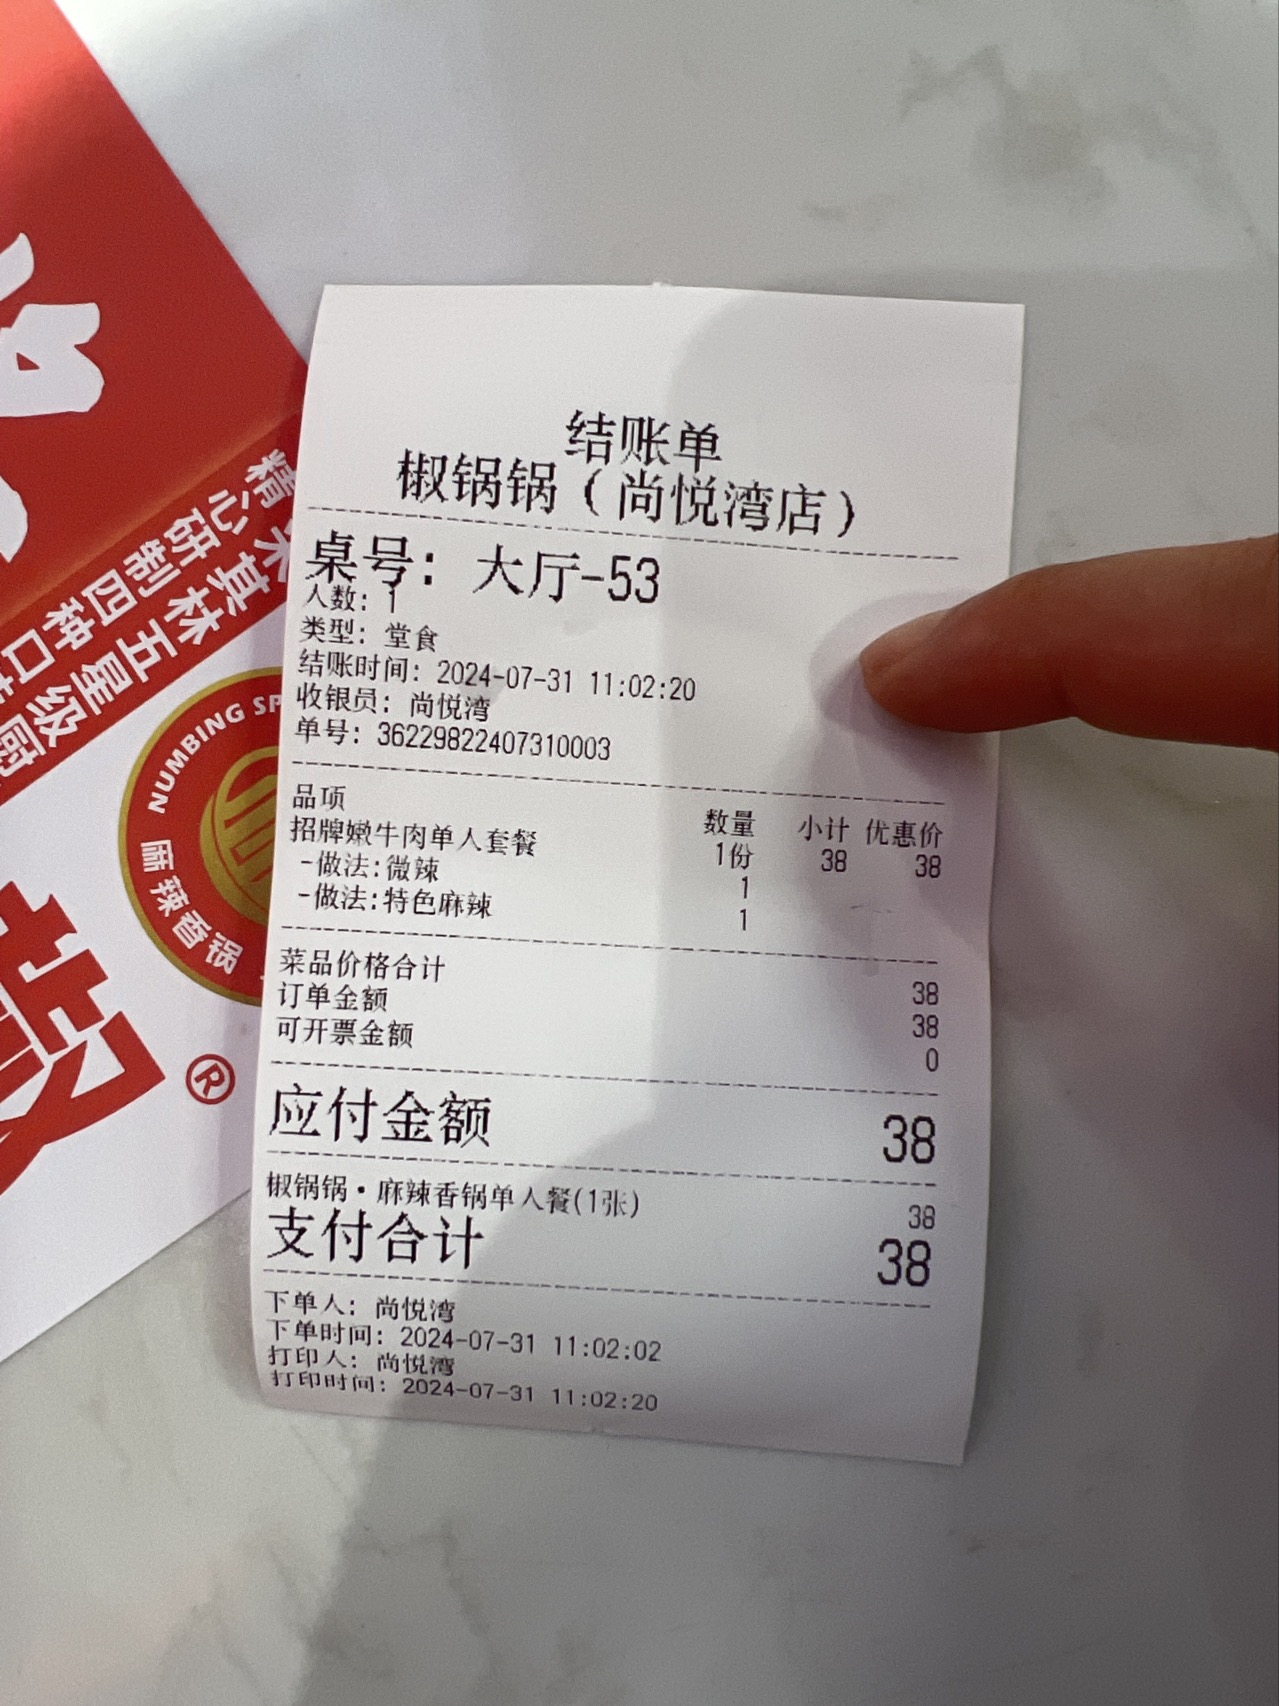 结账单
椒锅锅（尚悦湾店）
桌号：大厅-53
人数：1
类型：堂食
结账时间：2024-07-31 11:02:20
收银员：尚悦湾
单号：36229822407310003
品项 数量 小计 优惠价
招牌嫩牛肉单人套餐 1份 38 38
-做法:微辣 1
-做法:特色麻辣 1
菜品价格合计 38
订单金额 38
可开票金额 0
应付金额 38
椒锅锅·麻辣香锅单人餐(1张) 38
支付合计 38
下单人：尚悦湾
下单时间：2024-07-31 11:02:02
打印人：尚悦湾
打印时间：2024-07-31 11:02:20
精心研制四种口
米其林五星级厨
NUMBING SP
麻辣香锅
®